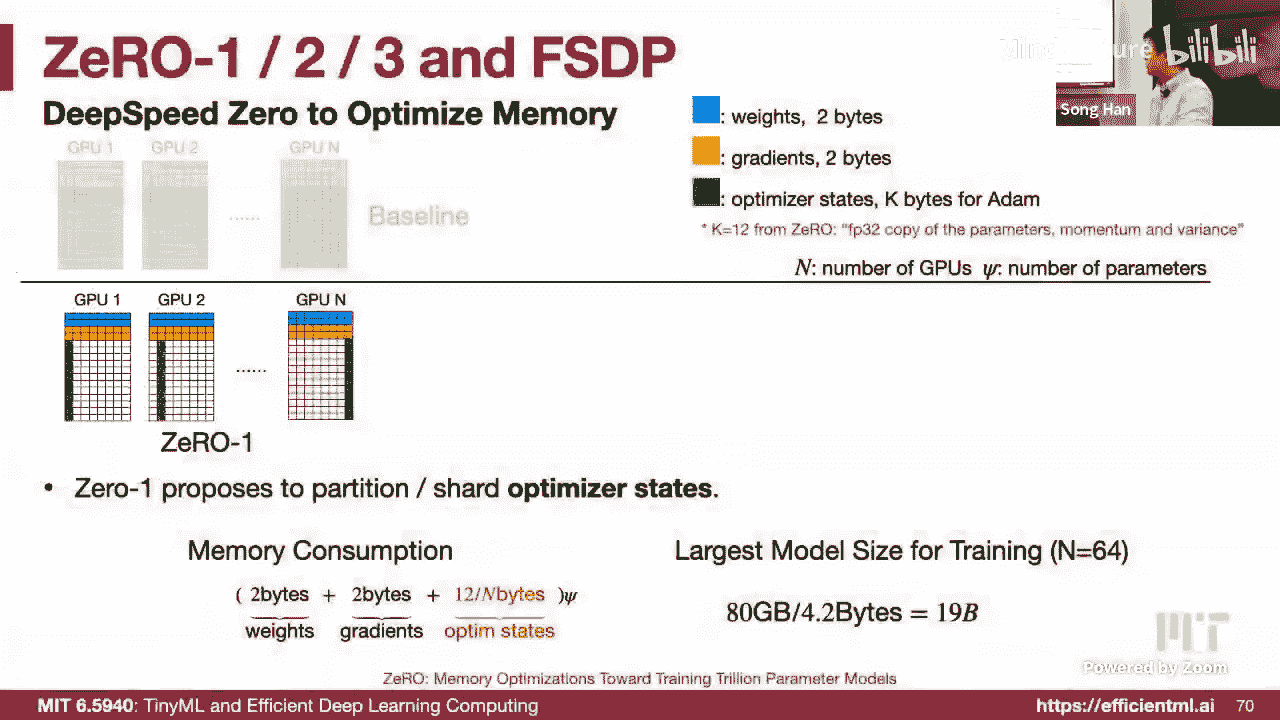 ZeRO-1 / 2 / 3 and FSDP
bilibili
Song Han
DeepSpeed Zero to Optimize Memory
: weights, 2 bytes
: gradients, 2 bytes
: optimizer states, K bytes for Adam
* K=12 from ZeRO: "fp32 copy of the parameters, momentum and variance"
N: number of GPUs ψ: number of parameters
GPU 1 GPU 2 GPU N
...... Baseline
GPU 1 GPU 2 GPU N
......
ZeRO-1
• Zero-1 proposes to partition / shard optimizer states.
Memory Consumption
( 2bytes + 2bytes + 12/Nbytes )ψ
weights gradients optim states
Largest Model Size for Training (N=64)
80GB/4.2Bytes = 19B
MIT
Powered by Zoom
ZeRO: Memory Optimizations Toward Training Trillion Parameter Models
MIT 6.5940: TinyML and Efficient Deep Learning Computing
https://efficientml.ai 70